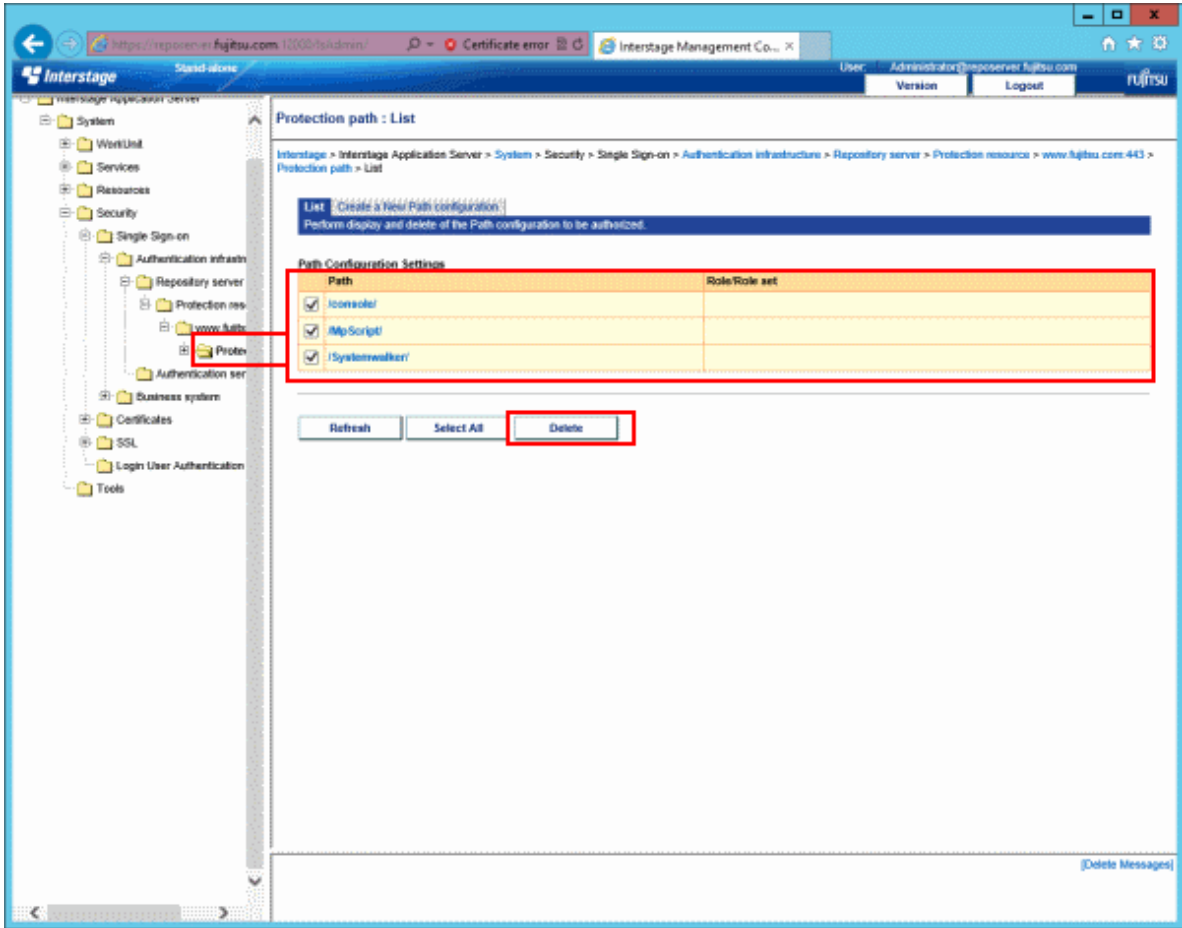 https://reposerver.fujitsu.com:12000/IsAdmin/
Certificate error
Interstage Management Co...
Interstage
Stand-alone
User: Administrator@reposerver.fujitsu.com
Version Logout
FUJITSU
Interstage Application Server
System
WorkUnit
Services
Resources
Security
Single Sign-on
Authentication infrastr
Repository server
Protection res
www.fujits
Protec
Authentication ser
Business system
Certificates
SSL
Login User Authentication
Tools
Protection path : List
Interstage > Interstage Application Server > System > Security > Single Sign-on > Authentication infrastructure > Repository server > Protection resource > www.fujitsu.com:443 >
Protection path > List
List Create a New Path configuration
Perform display and delete of the Path configuration to be authorized.
Path Configuration Settings
Path Role/Role set
/console/
/MpScript/
/Systemwalker/
Refresh Select All Delete
[Delete Messages]